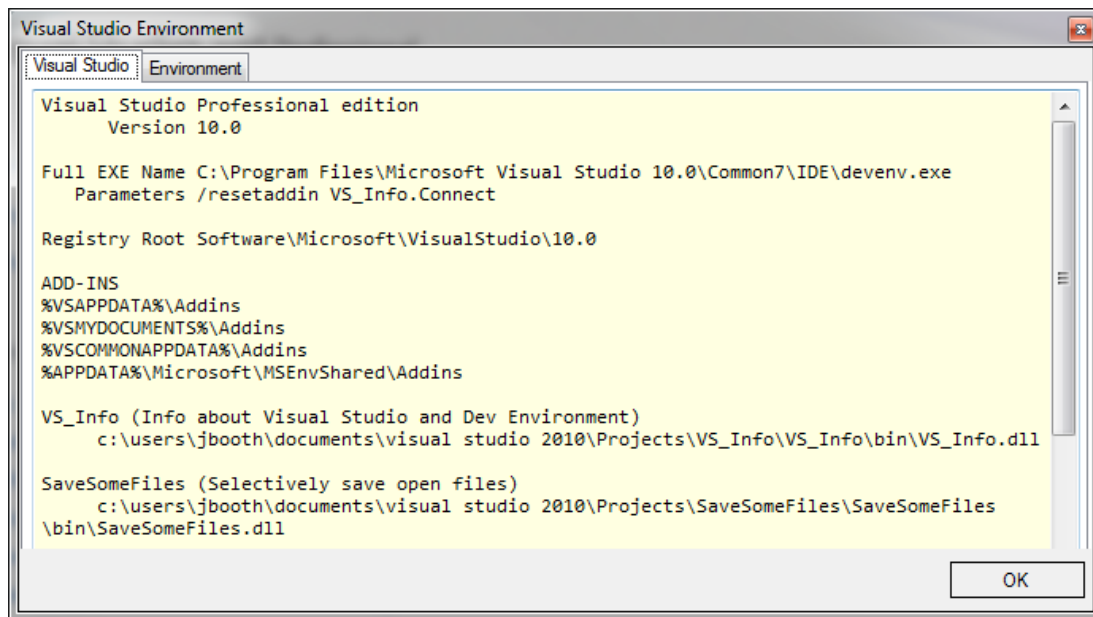 Visual Studio Environment
Visual Studio
Environment
Visual Studio Professional edition
Version 10.0
Full EXE Name C:\Program Files\Microsoft Visual Studio 10.0\Common7\IDE\devenv.exe
Parameters /resetaddin VS_Info.Connect
Registry Root Software\Microsoft\VisualStudio\10.0
ADD-INS
%VSAPPDATA%\Addins
%VSMYDOCUMENTS%\Addins
%VSCOMMONAPPDATA%\Addins
%APPDATA%\Microsoft\MSEnvShared\Addins
VS_Info (Info about Visual Studio and Dev Environment)
c:\users\jbooth\documents\visual studio 2010\Projects\VS_Info\VS_Info\bin\VS_Info.dll
SaveSomeFiles (Selectively save open files)
c:\users\jbooth\documents\visual studio 2010\Projects\SaveSomeFiles\SaveSomeFiles
\bin\SaveSomeFiles.dll
OK